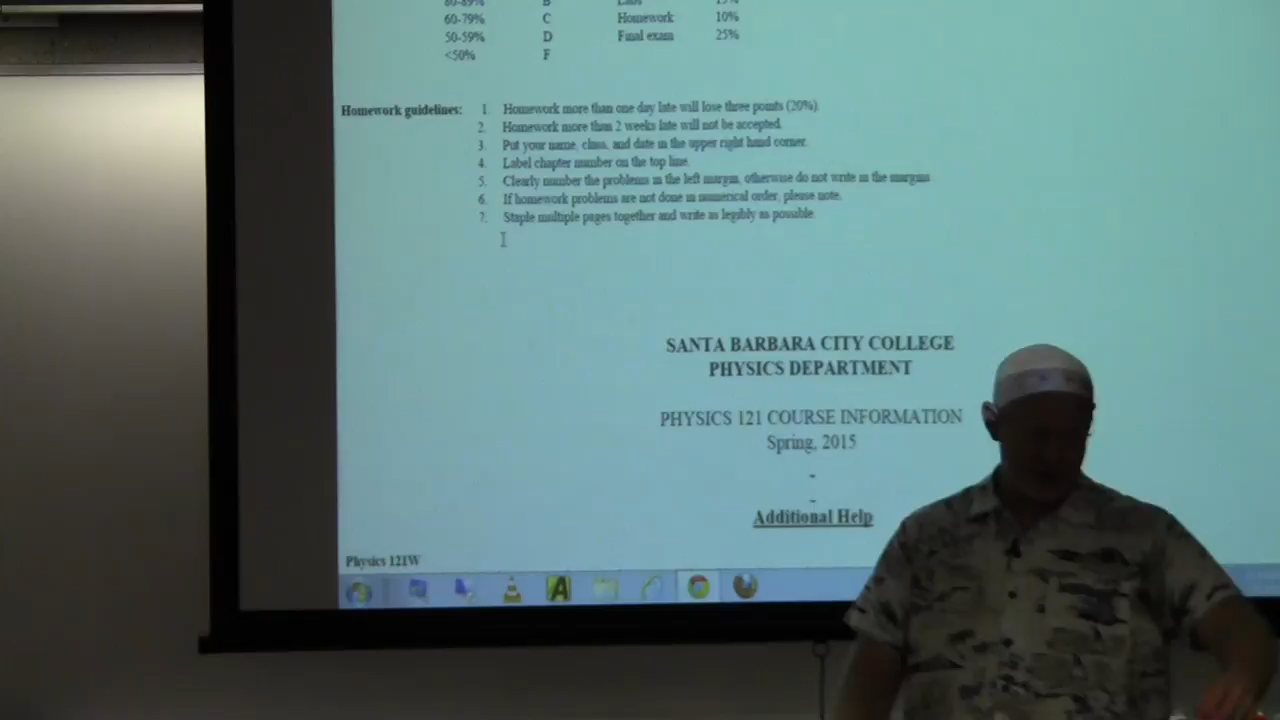 80-89% B Labs 15%
60-79% C Homework 10%
50-59% D Final exam 25%
<50% F
Homework guidelines: 1. Homework more than one day late will lose three points (20%).
2. Homework more than 2 weeks late will not be accepted.
3. Put your name, class, and date in the upper right hand corner.
4. Label chapter number on the top line.
5. Clearly number the problems in the left margin, otherwise do not write in the margins
6. If homework problems are not done in numerical order, please note.
7. Staple multiple pages together and write as legibly as possible.
SANTA BARBARA CITY COLLEGE
PHYSICS DEPARTMENT
PHYSICS 121 COURSE INFORMATION
Spring, 2015
-
-
Additional Help
Physics 121W
A